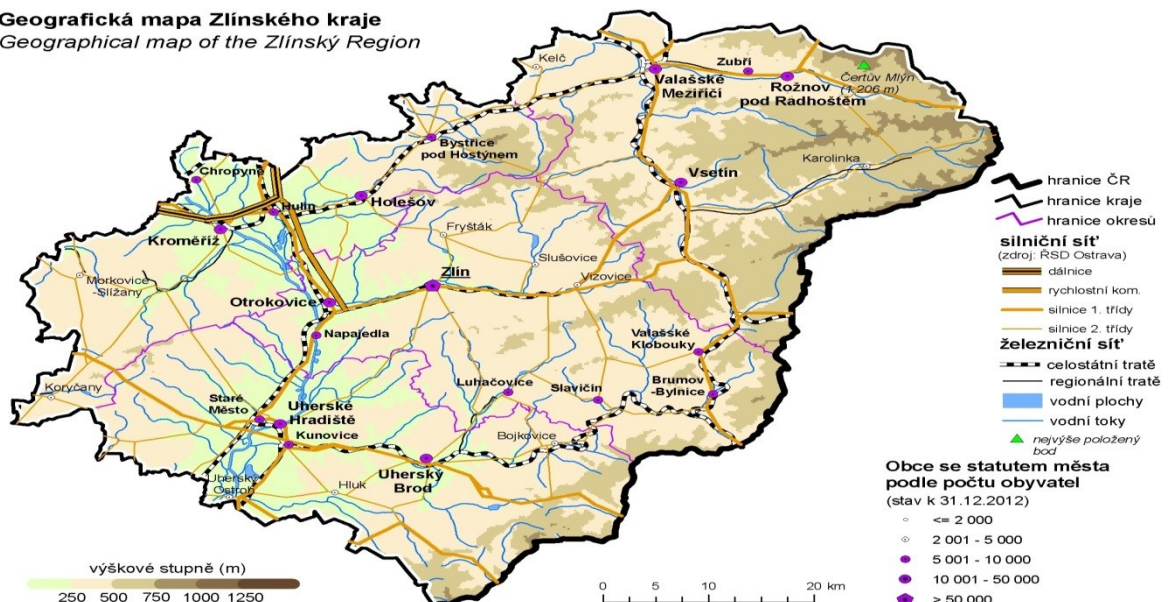 Geografická mapa Zlínského kraje
Geographical map of the Zlínský Region
Kelč
Zubří
Valašské
Meziříčí
Rožnov
pod Radhoštěm
Čertův Mlýn
(1 206 m)
Bystřice
pod Hostýnem
Karolinka
Chropyně
Vsetín
Hulín
Holešov
Kroměříž
Fryšták
Slušovice
Zlín
Vizovice
Morkovice
-Slížany
Otrokovice
Napajedla
Valašské
Klobouky
Koryčany
Luhačovice
Slavičín
Brumov
-Bylnice
Staré
Město
Uherské
Hradiště
Kunovice
Bojkovice
Uherský
Brod
Uherský
Ostroh
Hluk
hranice ČR
hranice kraje
hranice okresů
silniční síť
(zdroj: ŘSD Ostrava)
dálnice
rychlostní kom.
silnice 1. třídy
silnice 2. třídy
železniční síť
celostátní tratě
regionální tratě
vodní plochy
vodní toky
nejvýše položený
bod
Obce se statutem města
podle počtu obyvatel
(stav k 31.12.2012)
<= 2 000
2 001 - 5 000
5 001 - 10 000
10 001 - 50 000
> 50 000
výškové stupně (m)
250 500 750 1000 1250
0 5 10 20 km